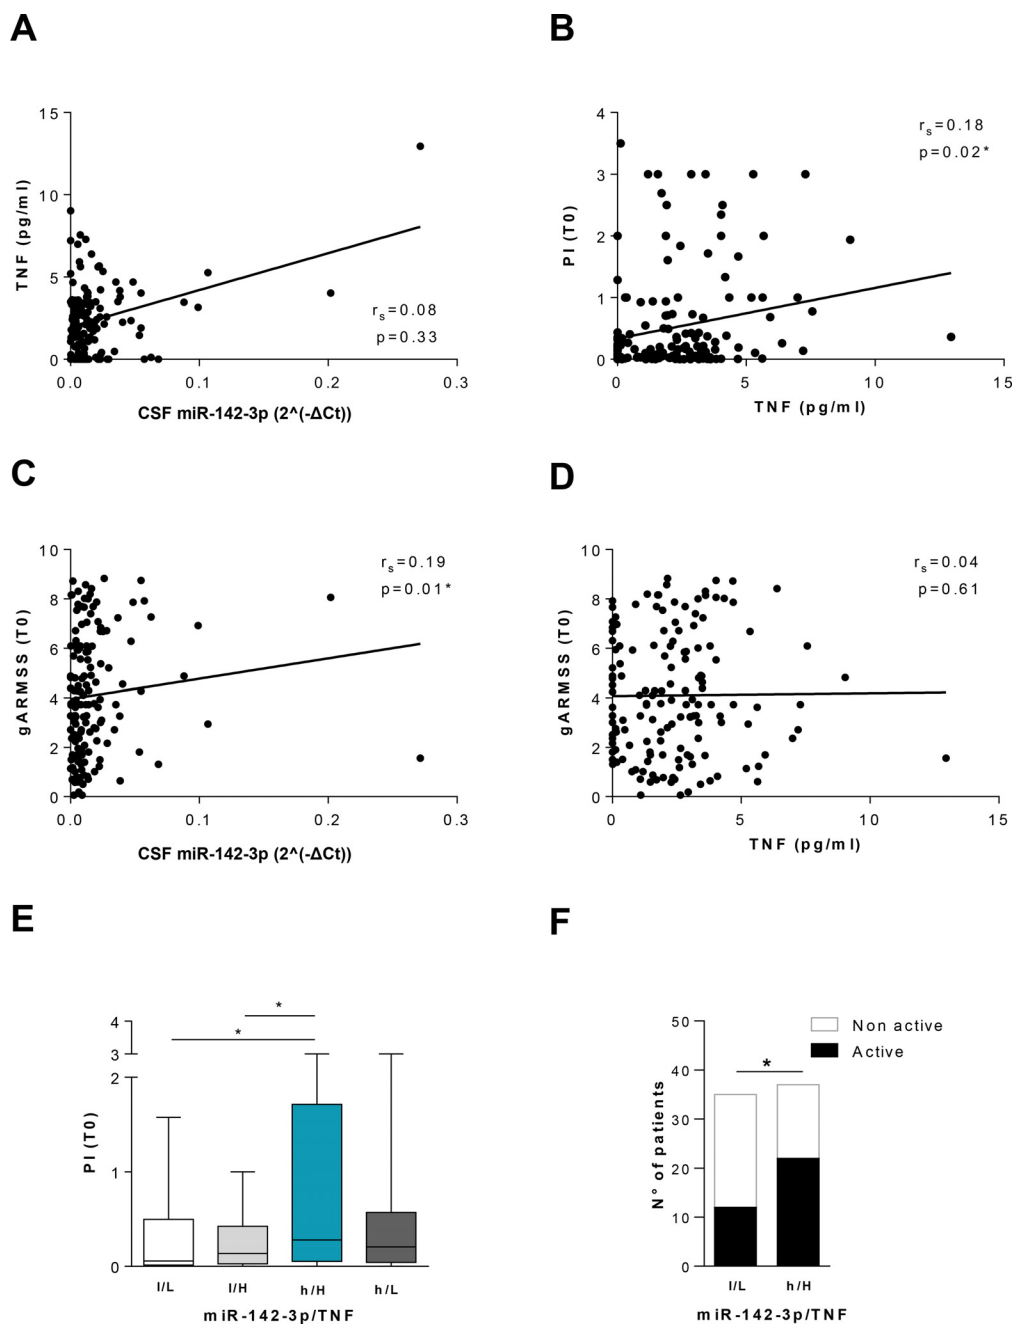 A
15
10
5
0
TNF (pg/ml)
r_s=0.08
p=0.33
0.0 0.1 0.2 0.3
CSF miR-142-3p (2^(-ΔCt))
B
4
3
2
1
0
PI (T0)
r_s=0.18
p=0.02*
0 5 10 15
TNF (pg/ml)
C
10
8
6
4
2
0
gARMSS (T0)
r_s=0.19
p=0.01*
0.0 0.1 0.2 0.3
CSF miR-142-3p (2^(-ΔCt))
D
10
8
6
4
2
0
gARMSS (T0)
r_s=0.04
p=0.61
0 5 10 15
TNF (pg/ml)
E
*
*
4
3
2
1
0
PI (T0)
l/L l/H h/H h/L
miR-142-3p/TNF
F
50
40
30
20
10
0
N° of patients
Non active
Active
*
l/L h/H
miR-142-3p/TNF